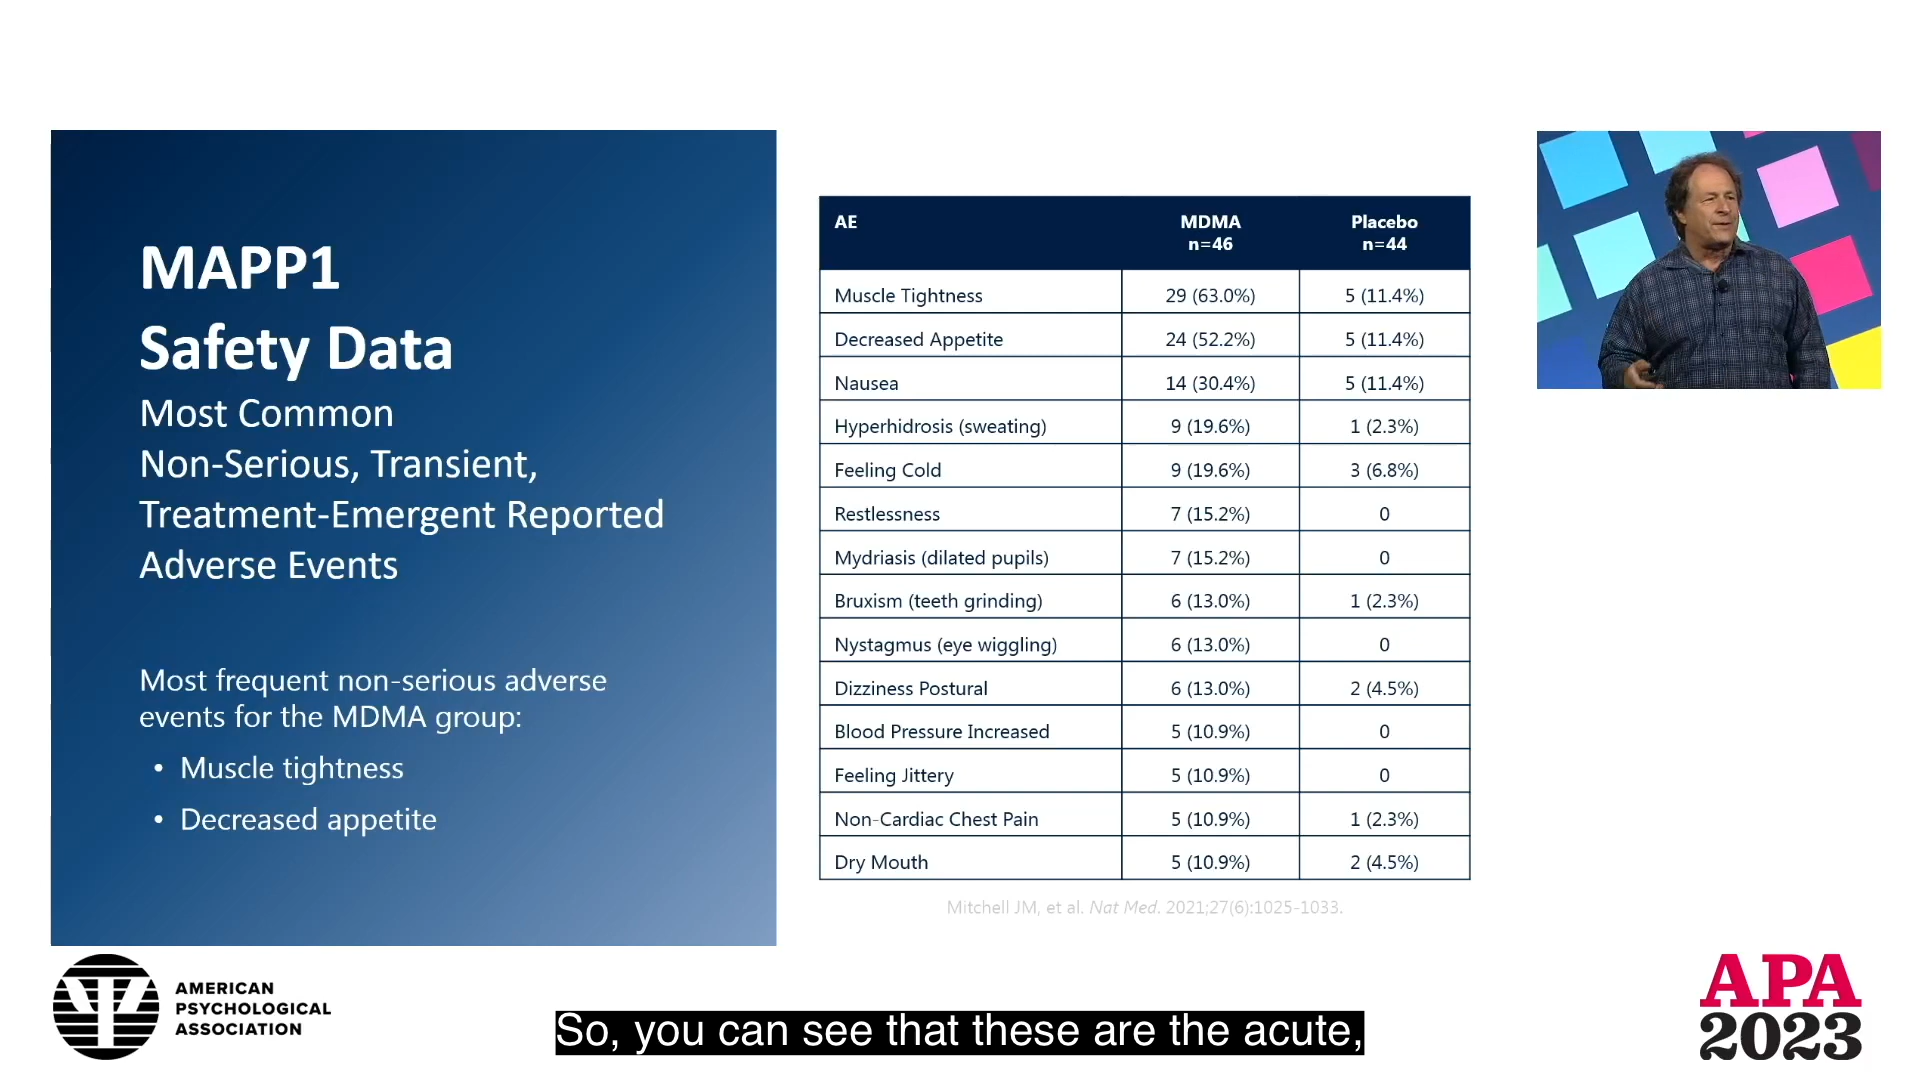 MAPP1
Safety Data
Most Common
Non-Serious, Transient,
Treatment-Emergent Reported
Adverse Events
Most frequent non-serious adverse
events for the MDMA group:
• Muscle tightness
• Decreased appetite
AE MDMA n=46 Placebo n=44
Muscle Tightness 29 (63.0%) 5 (11.4%)
Decreased Appetite 24 (52.2%) 5 (11.4%)
Nausea 14 (30.4%) 5 (11.4%)
Hyperhidrosis (sweating) 9 (19.6%) 1 (2.3%)
Feeling Cold 9 (19.6%) 3 (6.8%)
Restlessness 7 (15.2%) 0
Mydriasis (dilated pupils) 7 (15.2%) 0
Bruxism (teeth grinding) 6 (13.0%) 1 (2.3%)
Nystagmus (eye wiggling) 6 (13.0%) 0
Dizziness Postural 6 (13.0%) 2 (4.5%)
Blood Pressure Increased 5 (10.9%) 0
Feeling Jittery 5 (10.9%) 0
Non-Cardiac Chest Pain 5 (10.9%) 1 (2.3%)
Dry Mouth 5 (10.9%) 2 (4.5%)
Mitchell JM, et al. Nat Med. 2021;27(6):1025-1033.
AMERICAN
PSYCHOLOGICAL
ASSOCIATION
So, you can see that these are the acute,
APA
2023